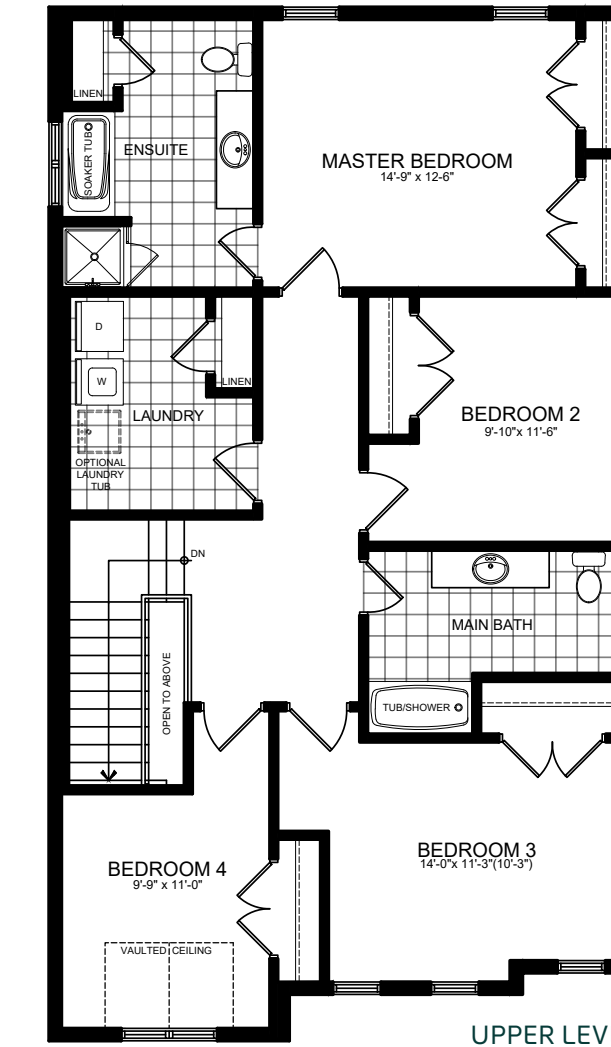 LINEN
SOAKER TUB
ENSUITE
MASTER BEDROOM
14'-9" x 12-6"
D
W
LINEN
LAUNDRY
OPTIONAL
LAUNDRY
TUB
BEDROOM 2
9'-10"x 11'-6"
DN
MAIN BATH
OPEN TO ABOVE
TUB/SHOWER
BEDROOM 3
14'-0"x 11'-3"(10'-3")
BEDROOM 4
9'-9" x 11'-0"
VAULTED CEILING
UPPER LEV